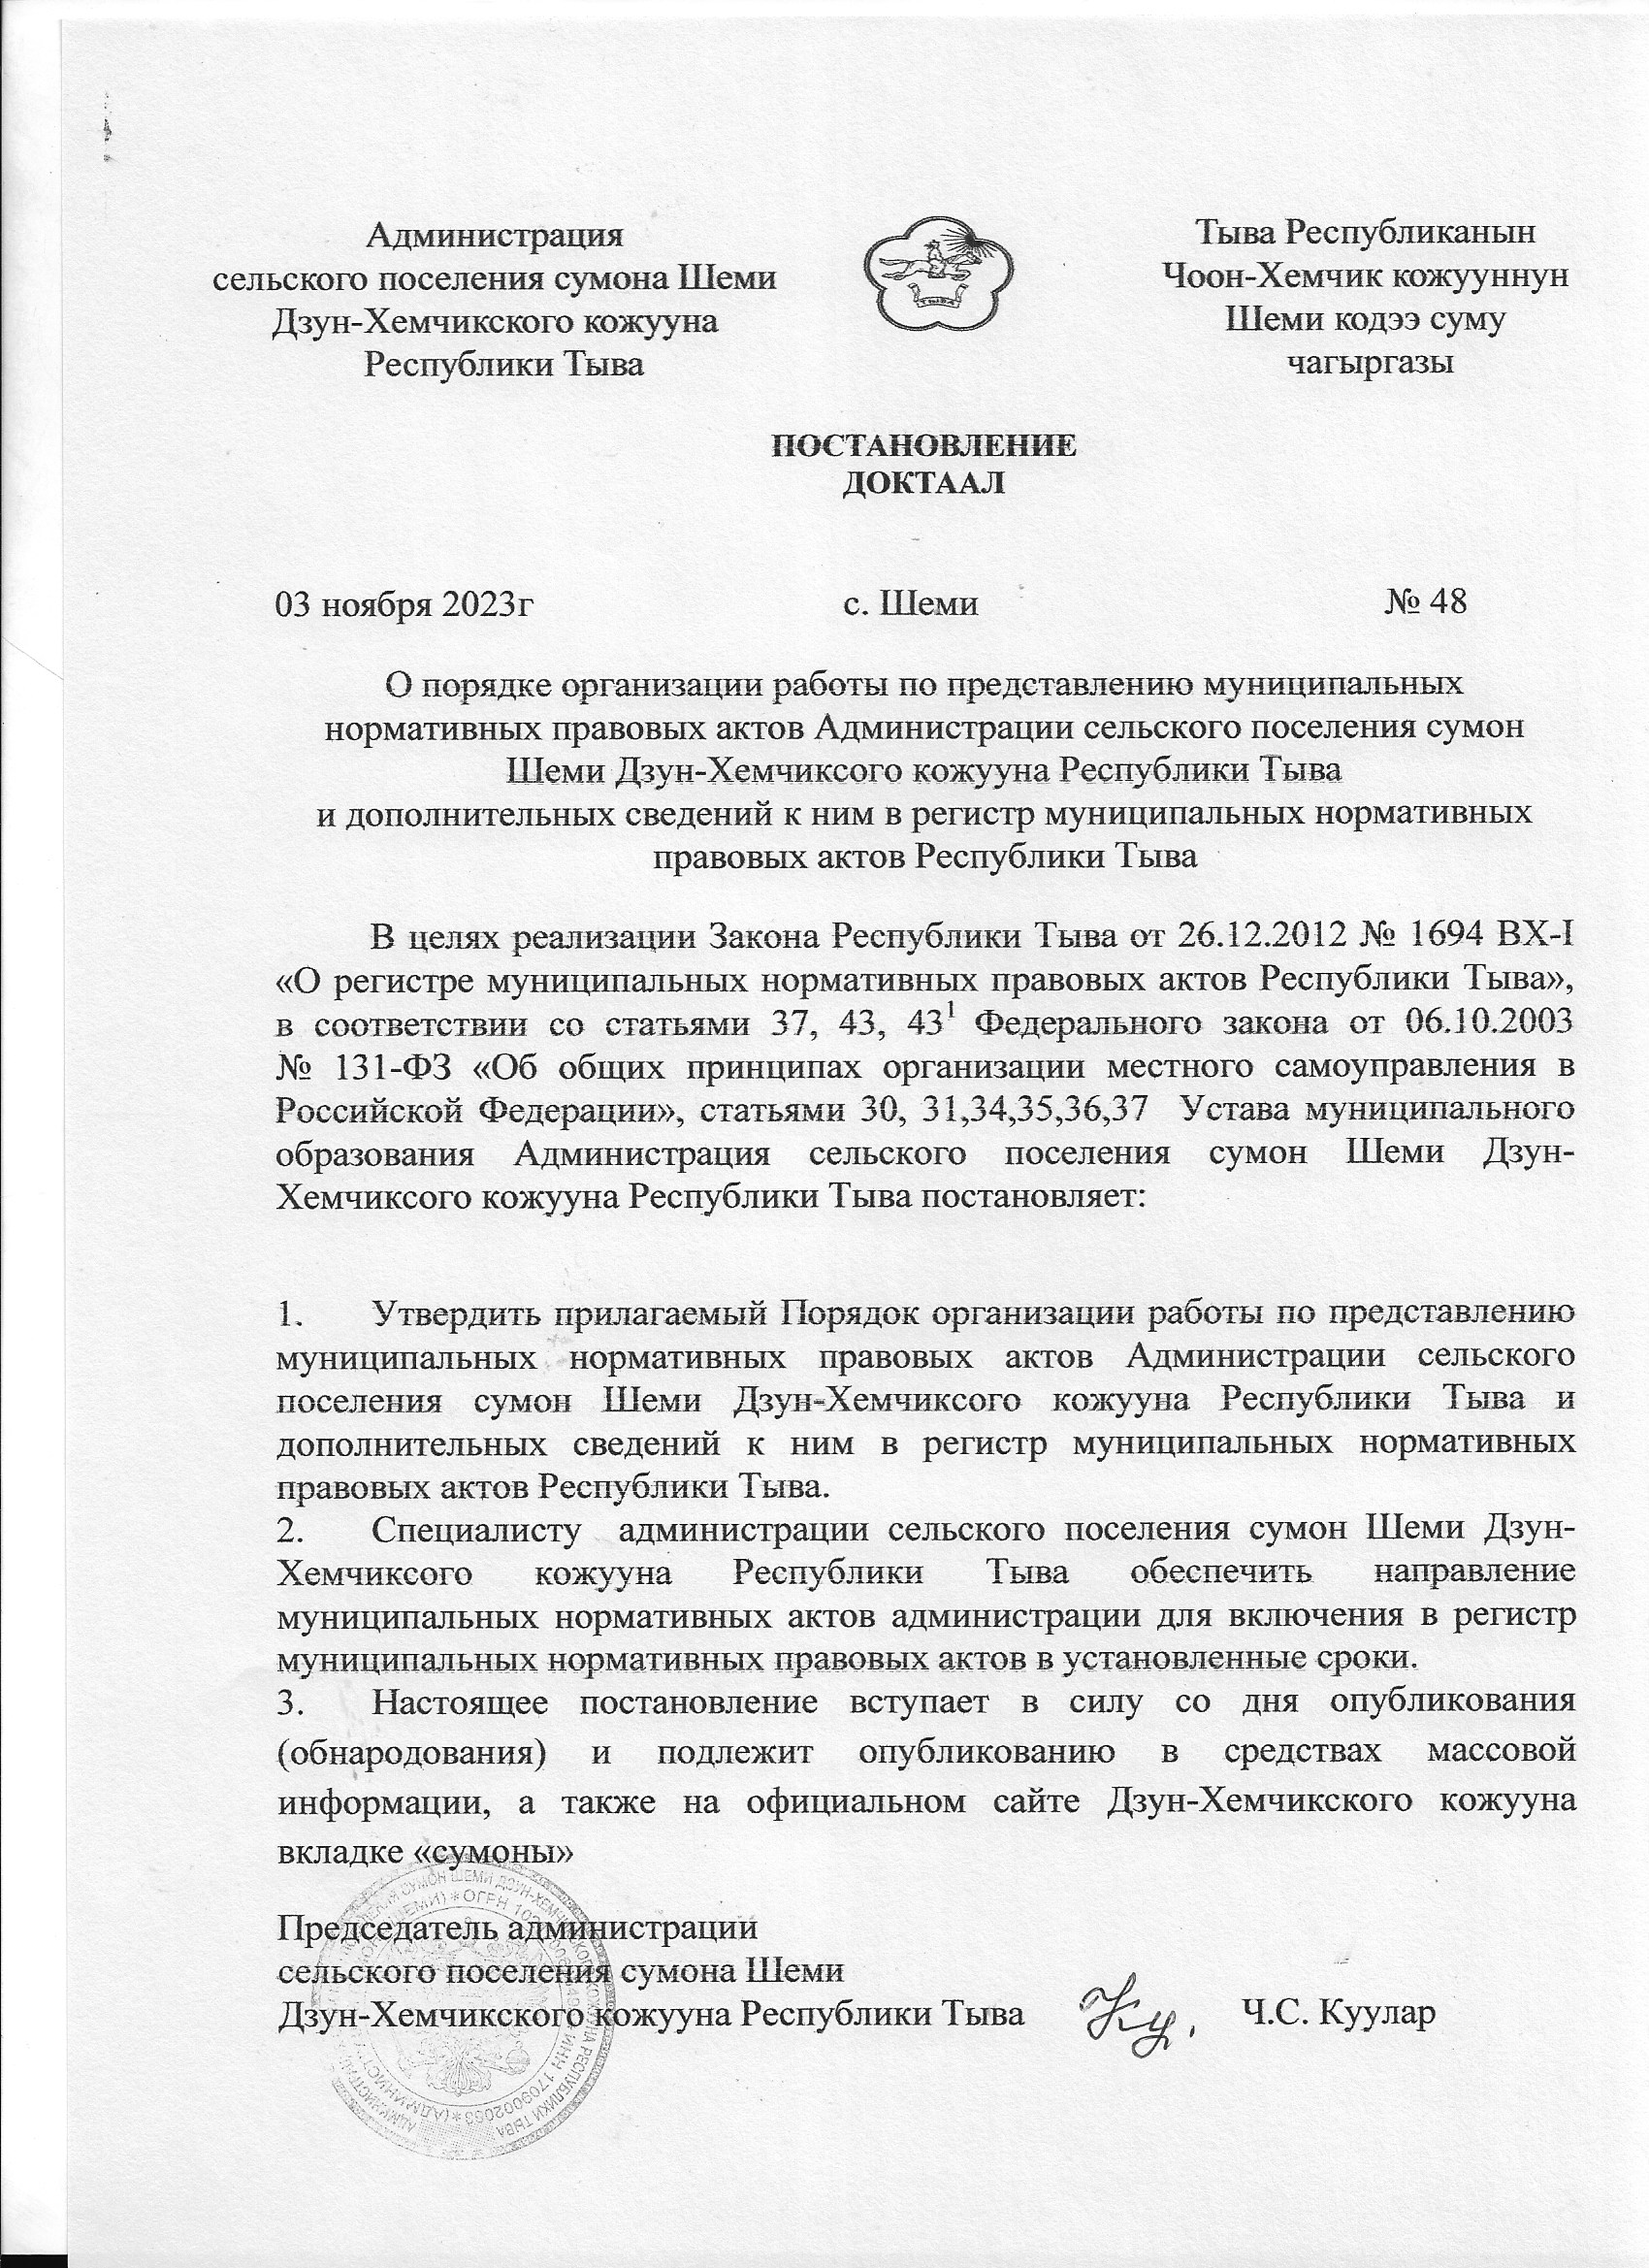 Администрация
сельского поселения сумона Шеми
Дзун-Хемчикского кожууна
Республики Тыва
ТЫВА
Тыва Республиканын
Чоон-Хемчик кожууннун
Шеми кодээ суму
чагыргазы
ПОСТАНОВЛЕНИЕ
ДОКТААЛ
03 ноября 2023г с. Шеми № 48
О порядке организации работы по представлению муниципальных
нормативных правовых актов Администрации сельского поселения сумон
Шеми Дзун-Хемчиксого кожууна Республики Тыва
и дополнительных сведений к ним в регистр муниципальных нормативных
правовых актов Республики Тыва
В целях реализации Закона Республики Тыва от 26.12.2012 № 1694 ВХ-I
«О регистре муниципальных нормативных правовых актов Республики Тыва»,
в соответствии со статьями 37, 43, 43¹ Федерального закона от 06.10.2003
№ 131-ФЗ «Об общих принципах организации местного самоуправления в
Российской Федерации», статьями 30, 31,34,35,36,37 Устава муниципального
образования Администрация сельского поселения сумон Шеми Дзун-
Хемчиксого кожууна Республики Тыва постановляет:
1. Утвердить прилагаемый Порядок организации работы по представлению
муниципальных нормативных правовых актов Администрации сельского
поселения сумон Шеми Дзун-Хемчиксого кожууна Республики Тыва и
дополнительных сведений к ним в регистр муниципальных нормативных
правовых актов Республики Тыва.
2. Специалисту администрации сельского поселения сумон Шеми Дзун-
Хемчиксого кожууна Республики Тыва обеспечить направление
муниципальных нормативных актов администрации для включения в регистр
муниципальных нормативных правовых актов в установленные сроки.
3. Настоящее постановление вступает в силу со дня опубликования
(обнародования) и подлежит опубликованию в средствах массовой
информации, а также на официальном сайте Дзун-Хемчикского кожууна
вкладке «сумоны»
Председатель администрации
сельского поселения сумона Шеми
Дзун-Хемчикского кожууна Республики Тыва Ч.С. Куулар
СУМОН ШЕМИ ДЗУН-ХЕМЧИКСКОГО КОЖУУНА РЕСПУБЛИКИ ТЫВА
ОГРН
ИНН 1709002063